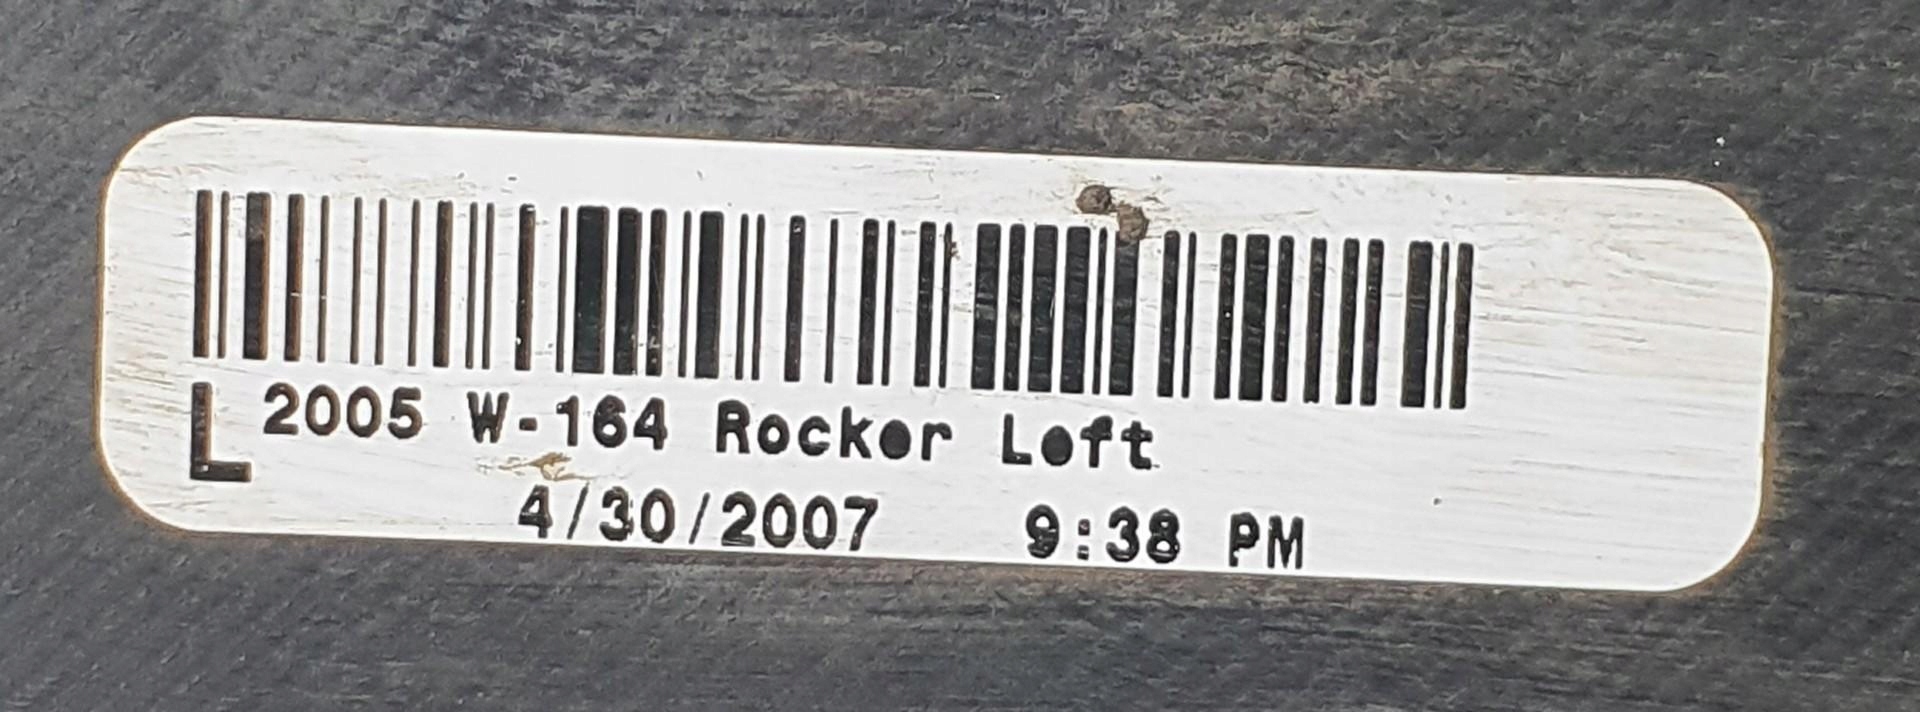 L 2005 W-164 Rocker Left
4/30/2007 9:38 PM